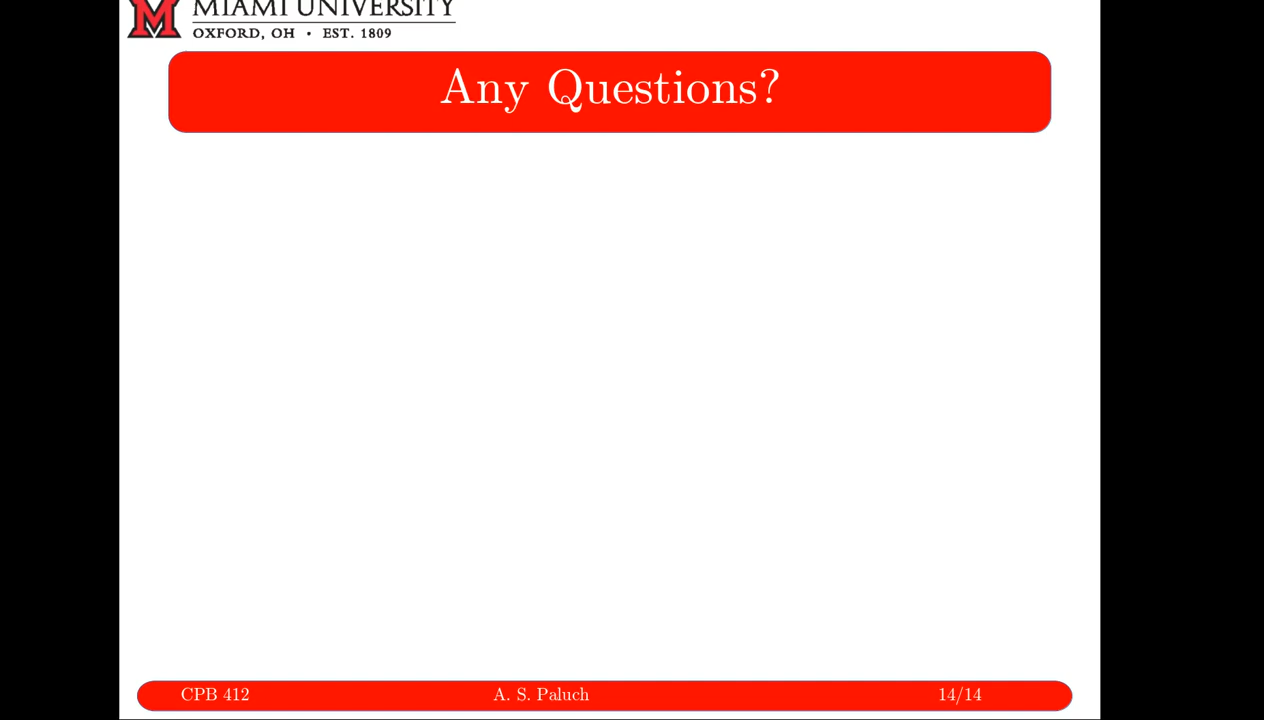 MIAMI UNIVERSITY
OXFORD, OH • EST. 1809
Any Questions?
CPB 412 A. S. Paluch 14/14